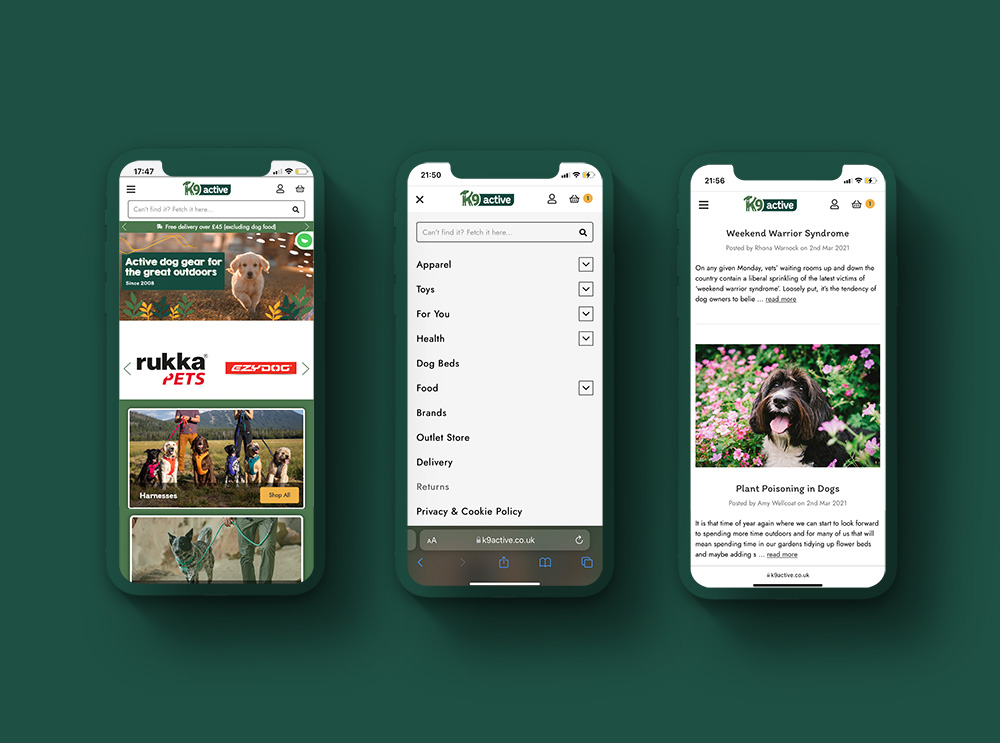 17:47
K9 active
Can't find it? Fetch it here...
Free delivery over £45 (excluding dog food)
Active dog gear for
the great outdoors
Since 2008
rukka®
PETS
EZYDOG
Harnesses
Shop All
21:50
K9 active
1
Can't find it? Fetch it here...
Apparel
Toys
For You
Health
Dog Beds
Food
Brands
Outlet Store
Delivery
Returns
Privacy & Cookie Policy
AA
k9active.co.uk
21:56
K9 active
1
Weekend Warrior Syndrome
Posted by Rhona Warnock on 2nd Mar 2021
On any given Monday, vets' waiting rooms up and down the
country contain a liberal sprinkling of the latest victims of
'weekend warrior syndrome'. Loosely put, it's the tendency of
dog owners to belie ... read more
Plant Poisoning in Dogs
Posted by Amy Wellcoat on 2nd Mar 2021
It is that time of year again where we can start to look forward
to spending more time outdoors and for many of us that will
mean spending time in our gardens tidying up flower beds
and maybe adding s ... read more
k9active.co.uk